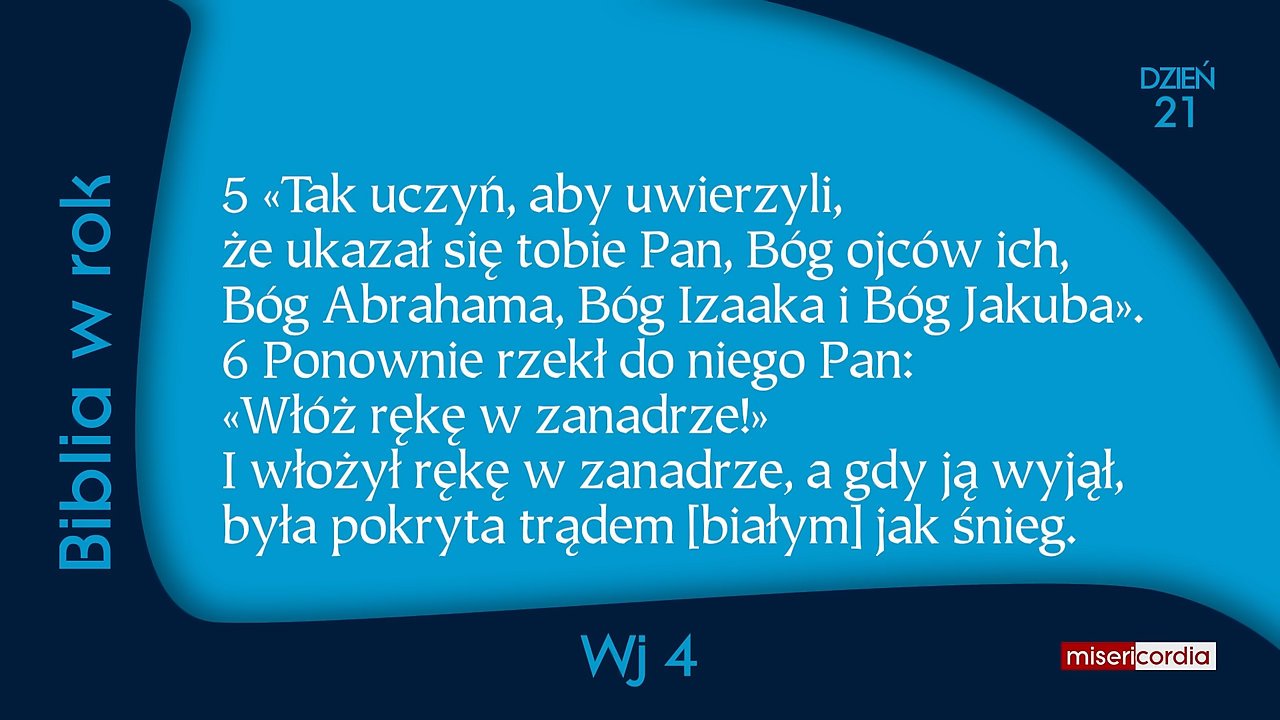 DZIEŃ
21
Biblia w rok
5 «Tak uczyń, aby uwierzyli,
że ukazał się tobie Pan, Bóg ojców ich,
Bóg Abrahama, Bóg Izaaka i Bóg Jakuba».
6 Ponownie rzekł do niego Pan:
«Włóż rękę w zanadrze!»
I włożył rękę w zanadrze, a gdy ją wyjął,
była pokryta trądem [białym] jak śnieg.
Wj 4
misericordia